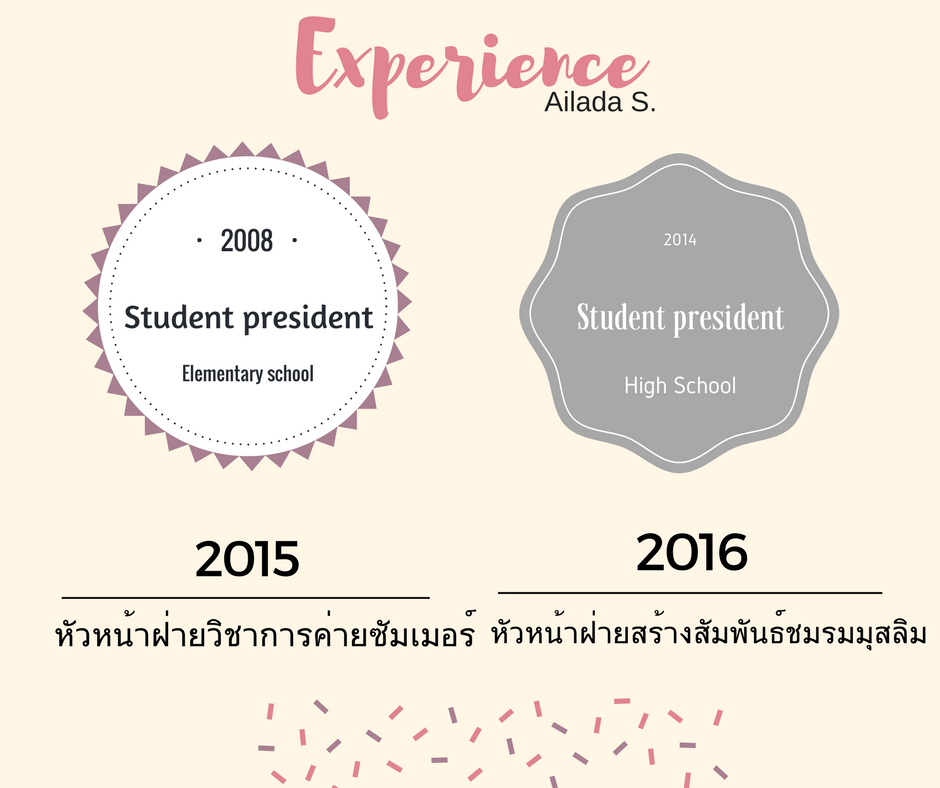 Experience
Ailada S.
· 2008 ·
Student president
Elementary school
2014
Student president
High School
2015
หัวหน้าฝ่ายวิชาการค่ายซัมเมอร์
2016
หัวหน้าฝ่ายสร้างสัมพันธ์ชมรมมุสลิม